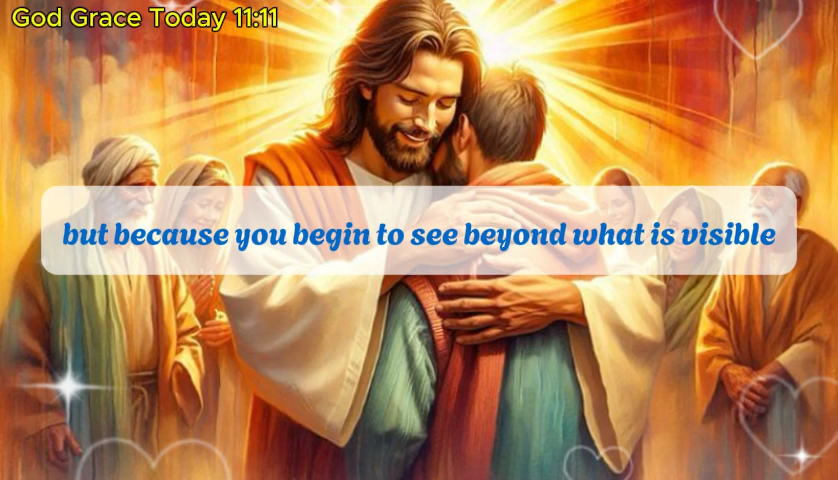 God Grace Today 11:11
but because you begin to see beyond what is visible